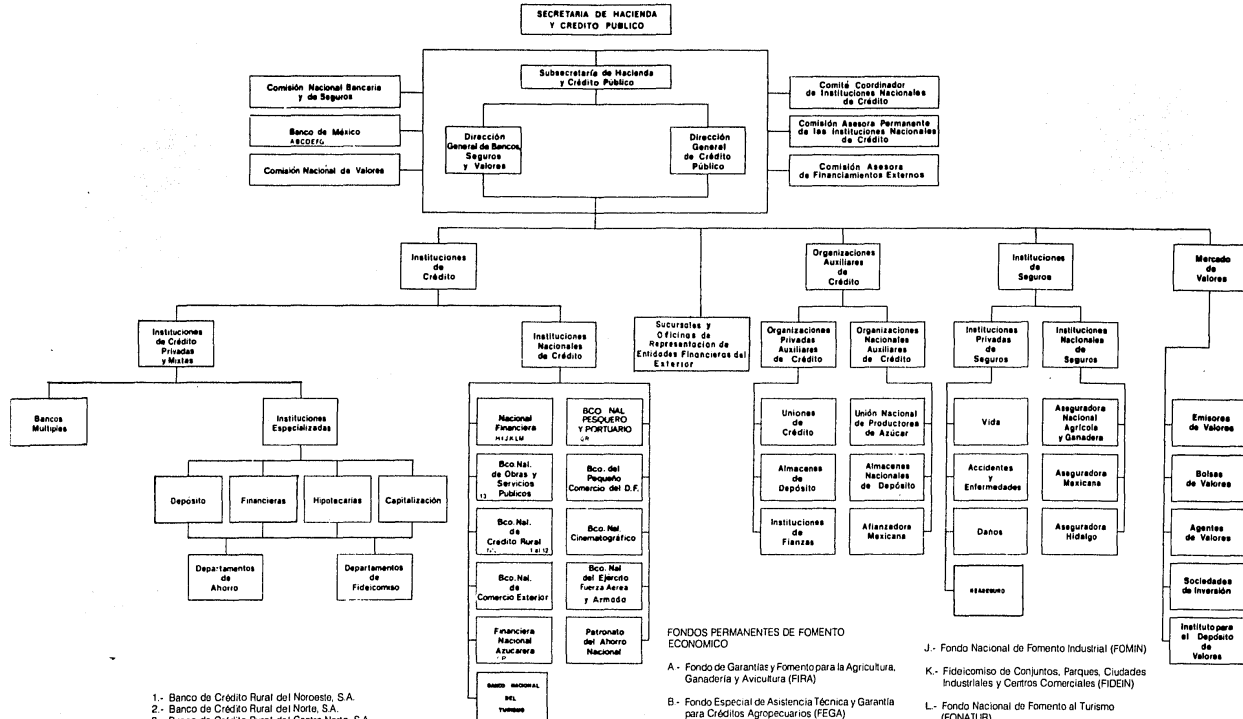 SECRETARIA DE HACIENDA
Y CREDITO PUBLICO
Subsecretaría de Hacienda
y Crédito Público
Comisión Nacional Bancaria
y de Seguros
Banco de México
ABCDEFG
Comisión Nacional de Valores
Dirección
General de Bancos,
Seguros
y Valores
Dirección
General
de Crédito
Público
Comité Coordinador
de Instituciones Nacionales
de Crédito
Comisión Asesora Permanente
de las Instituciones Nacionales
de Crédito
Comisión Asesora
de Financiamientos Externos
Instituciones
de
Crédito
Organizaciones
Auxiliares
de
Crédito
Instituciones
de
Seguros
Mercado
de
Valores
Instituciones
de Crédito
Privadas
y Mixtas
Instituciones
Nacionales
de Crédito
Sucursales y
Oficinas de
Representación de
Entidades Financieras del
Exterior
Organizaciones
Privadas
Auxiliares
de Crédito
Organizaciones
Nacionales
Auxiliares
de Crédito
Instituciones
Privadas
de
Seguros
Instituciones
Nacionales
de
Seguros
Bancos
Multiples
Instituciones
Especializadas
Depósito
Financieras
Hipotecarias
Capitalización
Departamentos
de
Ahorro
Departamentos
de
Fideicomiso
Nacional
Financiera
HIJKLM
Bco. Nal.
de Obras y
Servicios
Publicos
13
Bco. Nal.
de
Credito Rural
1 al 12
Bco. Nal.
de
Comercio Exterior
Financiera
Nacional
Azucarera
BANCO NACIONAL
DEL
TURISMO
BCO NAL
PESQUERO
Y PORTUARIO
Bco. del
Pequeño
Comercio del D.F.
Bco. Nal.
Cinematográfico
Bco. Nal
del Ejército
Fuerza Aerea
y Armada
Patronato
del Ahorro
Nacional
Uniones
de
Crédito
Almacenes
de
Depósito
Instituciones
de
Fianzas
Unión Nacional
de Productores
de Azúcar
Almacenes
Nacionales
de Depósito
Afianzadora
Mexicana
Vida
Accidentes
y
Enfermedades
Daños
REASEGURO
Aseguradora
Nacional
Agrícola
y Ganadera
Aseguradora
Mexicana
Aseguradora
Hidalgo
Emisores
de Valores
Bolsas
de Valores
Agentes
de Valores
Sociedades
de Inversión
Instituto para
el Depósito
de
Valores
1.- Banco de Crédito Rural del Noroeste, S.A.
2.- Banco de Crédito Rural del Norte, S.A.
FONDOS PERMANENTES DE FOMENTO
ECONOMICO
A.- Fondo de Garantías y Fomento para la Agricultura,
Ganadería y Avicultura (FIRA)
B.- Fondo Especial de Asistencia Técnica y Garantía
para Créditos Agropecuarios (FEGA)
J.- Fondo Nacional de Fomento Industrial (FOMIN)
K.- Fideicomiso de Conjuntos, Parques, Ciudades
Industriales y Centros Comerciales (FIDEIN)
L.- Fondo Nacional de Fomento al Turismo
(FONATUR)